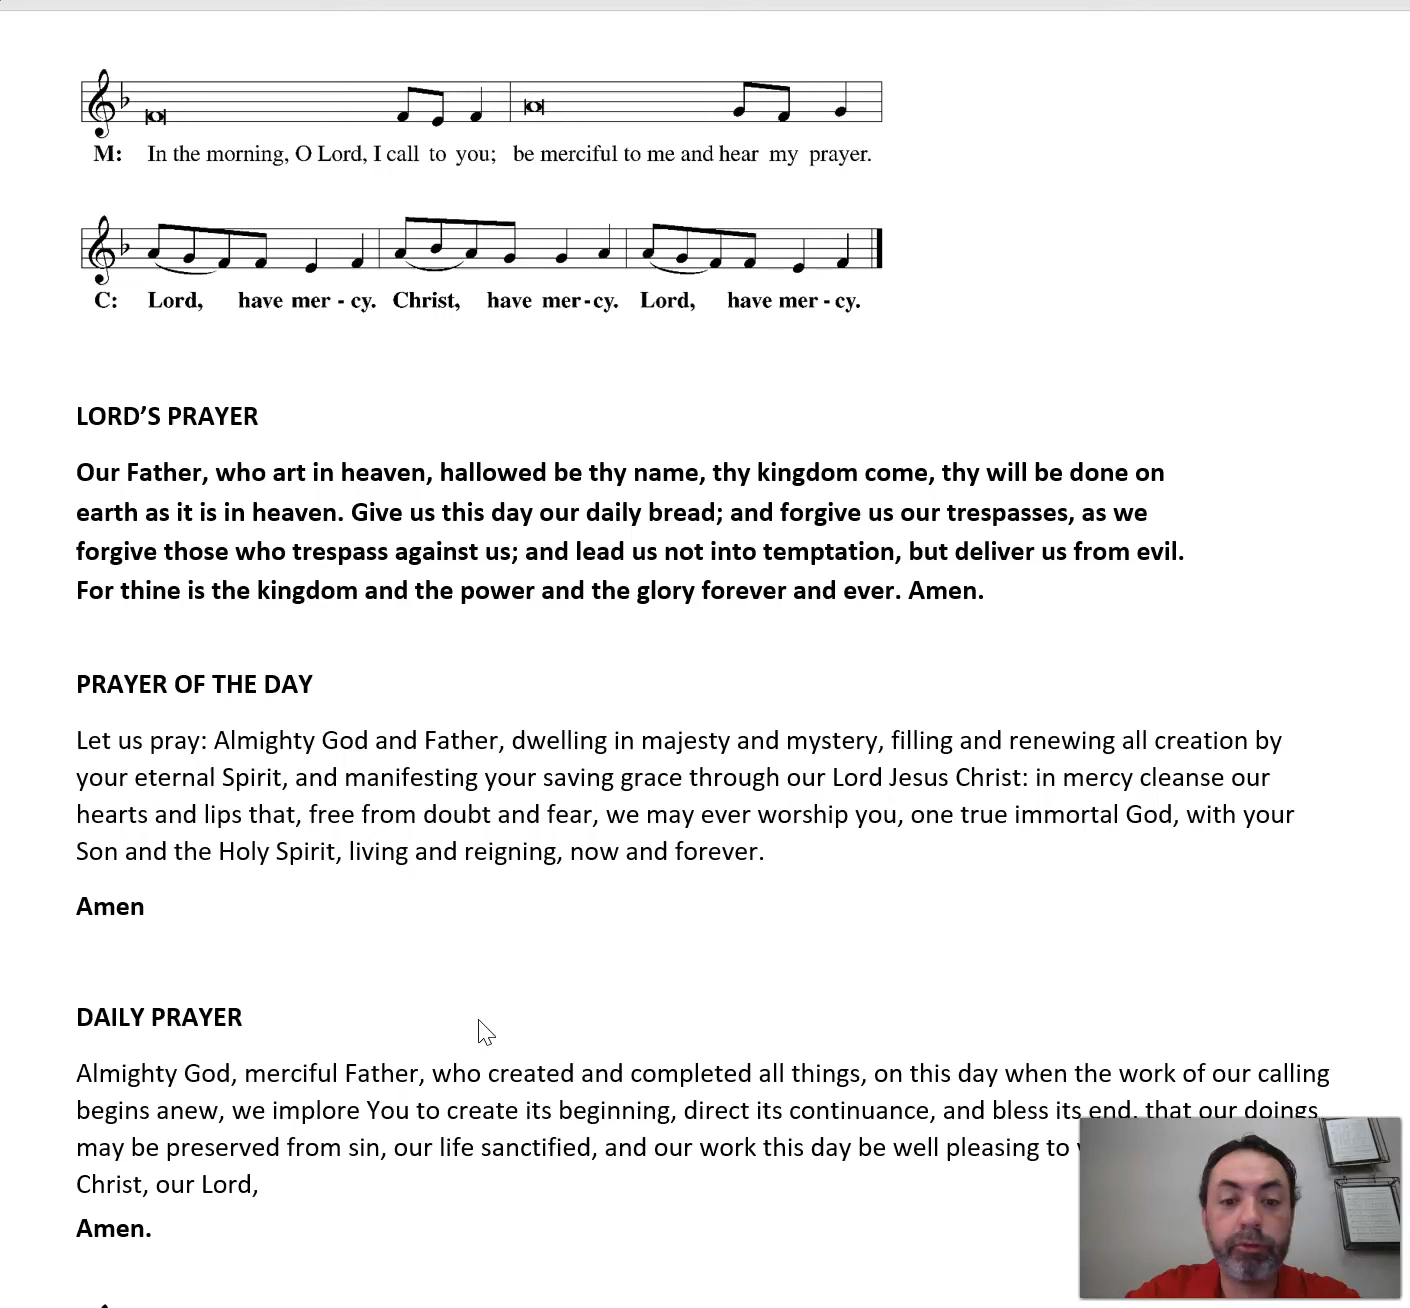 M: In the morning, O Lord, I call to you; be merciful to me and hear my prayer.
C: Lord, have mer - cy. Christ, have mer - cy. Lord, have mer - cy.
LORD’S PRAYER
Our Father, who art in heaven, hallowed be thy name, thy kingdom come, thy will be done on
earth as it is in heaven. Give us this day our daily bread; and forgive us our trespasses, as we
forgive those who trespass against us; and lead us not into temptation, but deliver us from evil.
For thine is the kingdom and the power and the glory forever and ever. Amen.
PRAYER OF THE DAY
Let us pray: Almighty God and Father, dwelling in majesty and mystery, filling and renewing all creation by
your eternal Spirit, and manifesting your saving grace through our Lord Jesus Christ: in mercy cleanse our
hearts and lips that, free from doubt and fear, we may ever worship you, one true immortal God, with your
Son and the Holy Spirit, living and reigning, now and forever.
Amen
DAILY PRAYER
Almighty God, merciful Father, who created and completed all things, on this day when the work of our calling
begins anew, we implore You to create its beginning, direct its continuance, and bless its end, that our doings
may be preserved from sin, our life sanctified, and our work this day be well pleasing to
Christ, our Lord,
Amen.